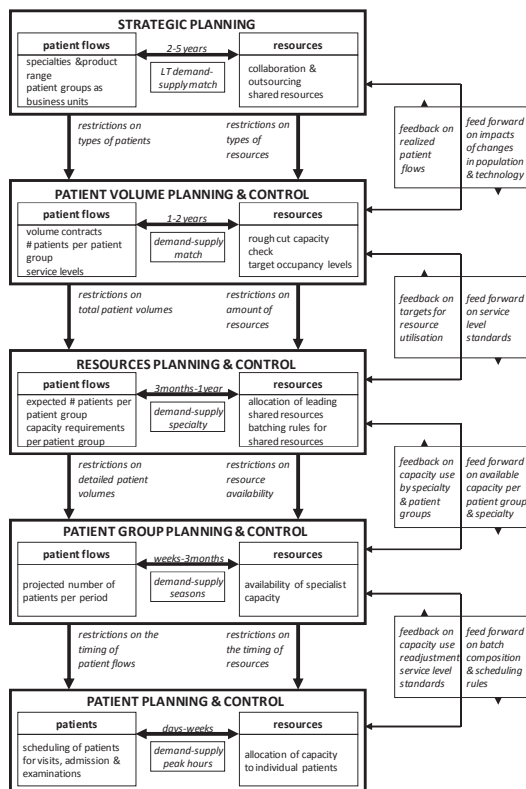 STRATEGIC PLANNING
patient flows
specialties &product
range
patient groups as
business units
2-5 years
LT demand-
supply match
resources
collaboration &
outsourcing
shared resources
restrictions on
types of patients
restrictions on
types of
resources
feedback on
realized
patient
flows
feed forward
on impacts
of changes
in population
& technology
PATIENT VOLUME PLANNING & CONTROL
patient flows
volume contracts
# patients per patient
group
service levels
1-2 years
demand-supply
match
resources
rough cut capacity
check
target occupancy levels
restrictions on
total patient volumes
restrictions on
amount of
resources
feedback on
targets for
resource
utilisation
feed forward
on service
level
standards
RESOURCES PLANNING & CONTROL
patient flows
expected # patients per
patient group
capacity requirements
per patient group
3months-1year
demand-supply
specialty
resources
allocation of leading
shared resources
batching rules for
shared resources
restrictions on
detailed patient
volumes
restrictions on
resource
availability
feedback on
capacity use
by specialty
& patient
groups
feed forward
on available
capacity per
patient group
& specialty
PATIENT GROUP PLANNING & CONTROL
patient flows
projected number of
patients per period
weeks-3months
demand-supply
seasons
resources
availability of specialist
capacity
restrictions on the
timing of
patient flows
restrictions on
the timing of
resources
feedback on
capacity use
readjustment
service level
standards
feed forward
on batch
composition
& scheduling
rules
PATIENT PLANNING & CONTROL
patients
scheduling of patients
for visits, admission &
examinations
days-weeks
demand-supply
peak hours
resources
allocation of capacity
to individual patients